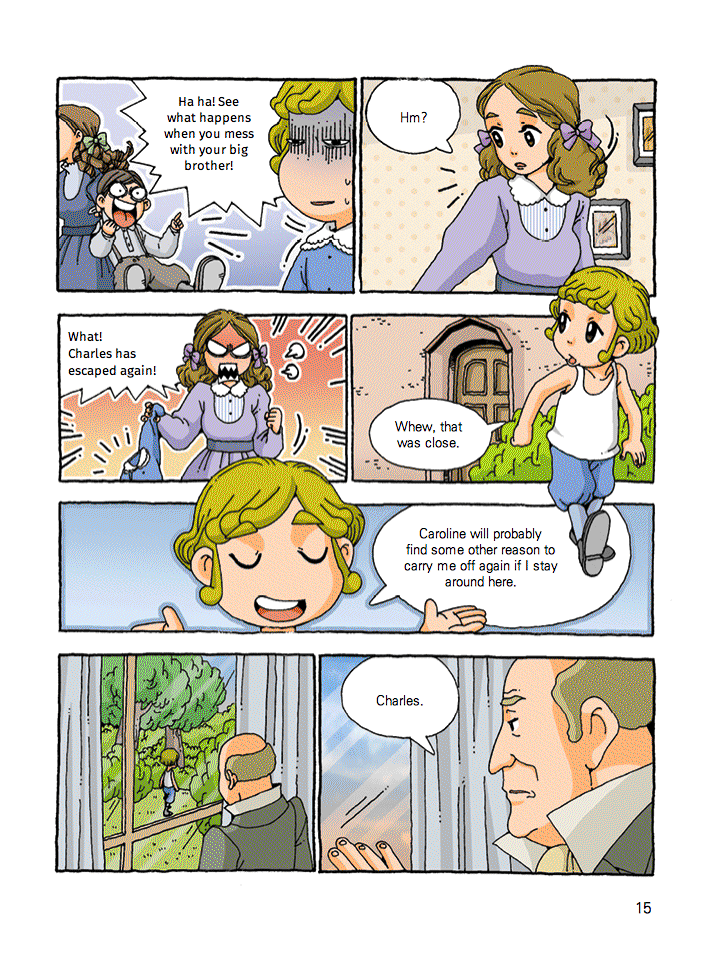 Ha ha! See
what happens
when you mess
with your big
brother!
Hm?
What!
Charles has
escaped again!
Whew, that
was close.
Caroline will probably
find some other reason to
carry me off again if I stay
around here.
Charles.
15